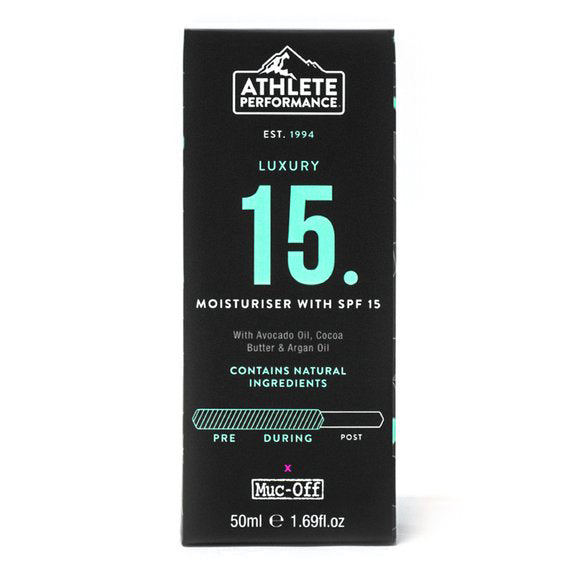 ATHLETE
PERFORMANCE
EST. 1994
LUXURY
15.
MOISTURISER WITH SPF 15
With Avocado Oil, Cocoa
Butter & Argan Oil
CONTAINS NATURAL
INGREDIENTS
PRE DURING POST
x
Muc-Off
50ml ℮ 1.69fl.oz